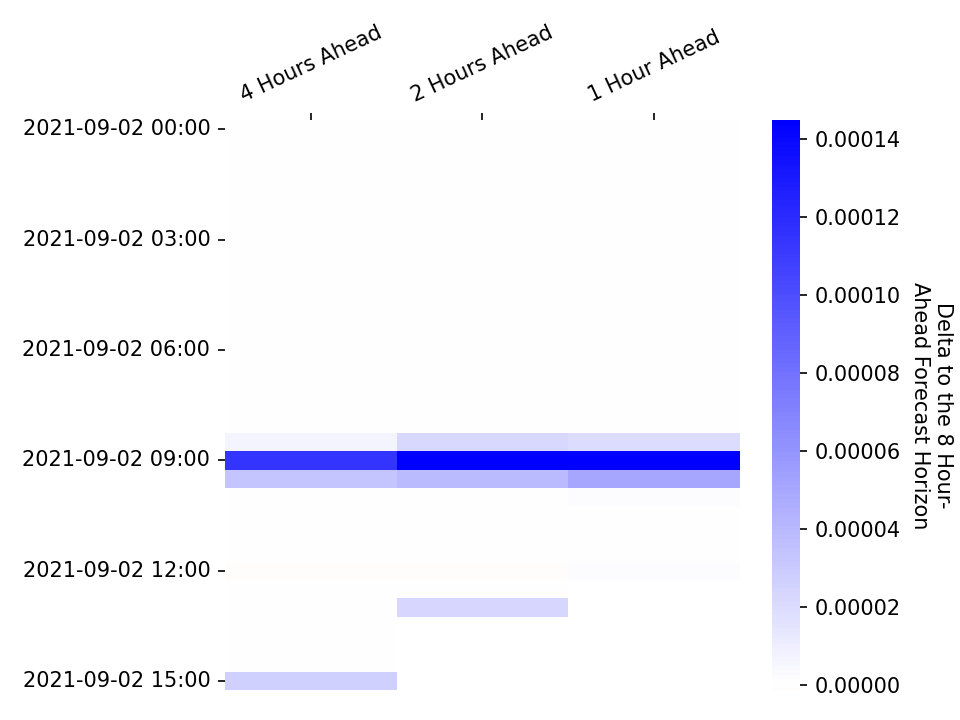 4 Hours Ahead
2 Hours Ahead
1 Hour Ahead
2021-09-02 00:00
2021-09-02 03:00
2021-09-02 06:00
2021-09-02 09:00
2021-09-02 12:00
2021-09-02 15:00
0.00014
0.00012
0.00010
0.00008
0.00006
0.00004
0.00002
0.00000
Delta to the 8 Hour-
Ahead Forecast Horizon